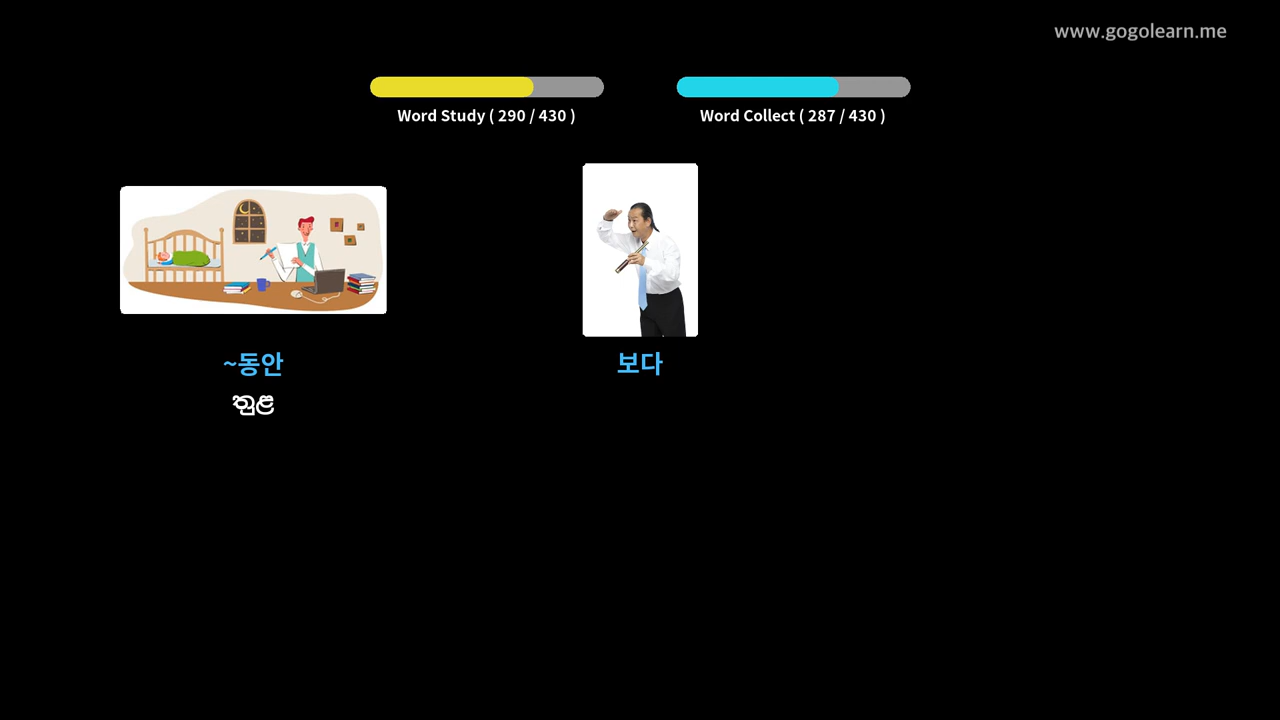 www.gogolearn.me
Word Study ( 290 / 430 )
Word Collect ( 287 / 430 )
~동안
තුළ
보다